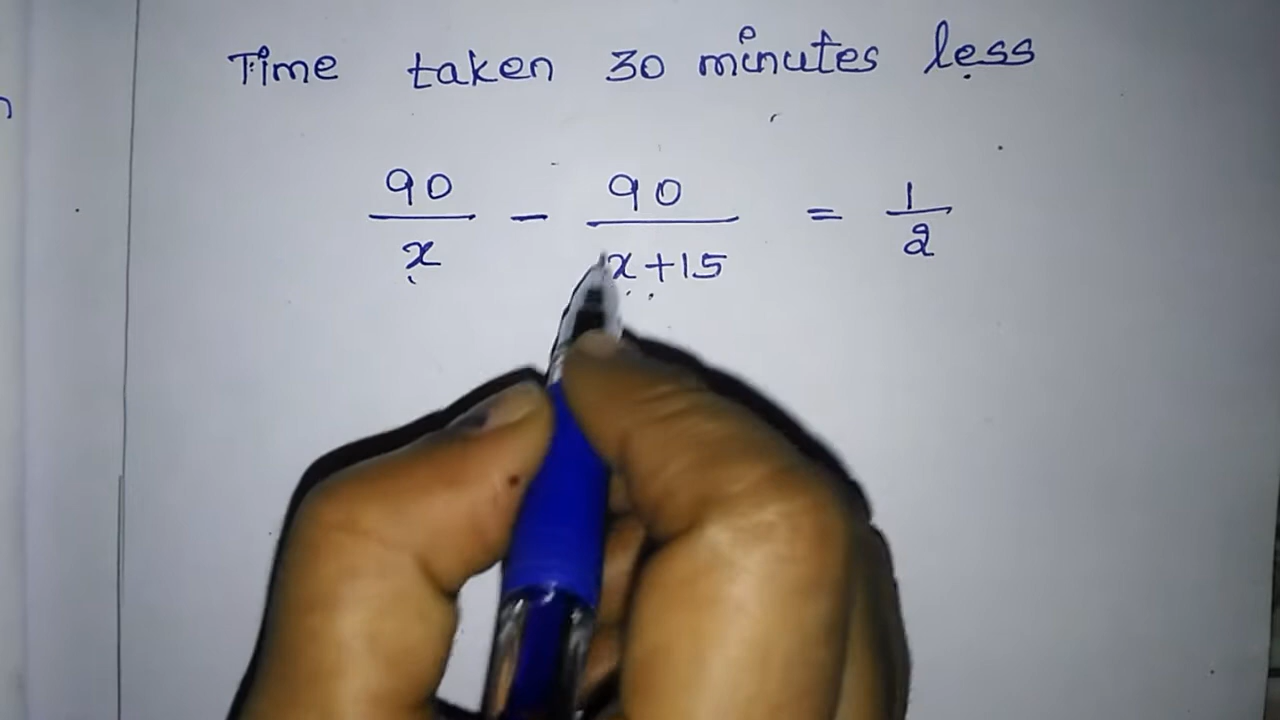 Time taken 30 minutes less
90/x - 90/x+15 = 1/2